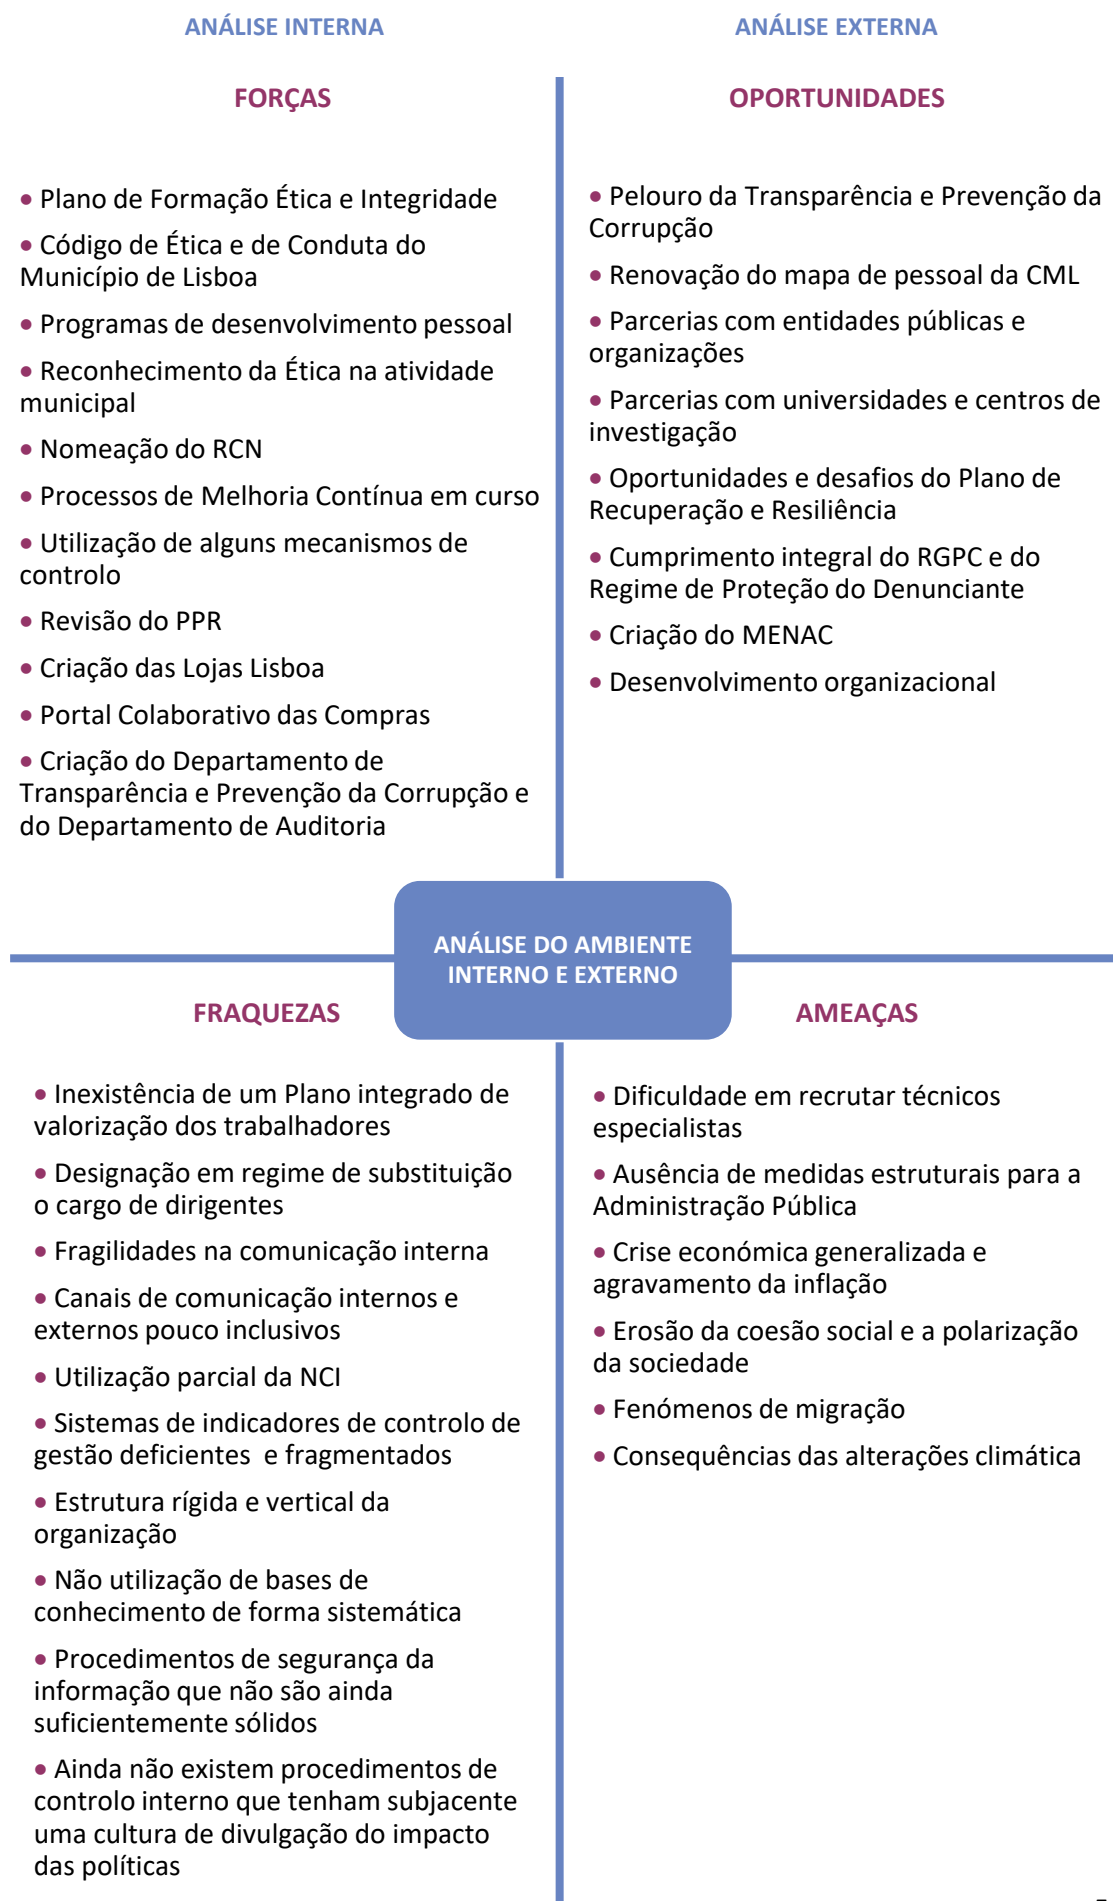 ANÁLISE INTERNA
ANÁLISE EXTERNA
FORÇAS
• Plano de Formação Ética e Integridade
• Código de Ética e de Conduta do
Município de Lisboa
• Programas de desenvolvimento pessoal
• Reconhecimento da Ética na atividade
municipal
• Nomeação do RCN
• Processos de Melhoria Contínua em curso
• Utilização de alguns mecanismos de
controlo
• Revisão do PPR
• Criação das Lojas Lisboa
• Portal Colaborativo das Compras
• Criação do Departamento de
Transparência e Prevenção da Corrupção e
do Departamento de Auditoria
OPORTUNIDADES
• Pelouro da Transparência e Prevenção da
Corrupção
• Renovação do mapa de pessoal da CML
• Parcerias com entidades públicas e
organizações
• Parcerias com universidades e centros de
investigação
• Oportunidades e desafios do Plano de
Recuperação e Resiliência
• Cumprimento integral do RGPC e do
Regime de Proteção do Denunciante
• Criação do MENAC
• Desenvolvimento organizacional
ANÁLISE DO AMBIENTE
INTERNO E EXTERNO
FRAQUEZAS
• Inexistência de um Plano integrado de
valorização dos trabalhadores
• Designação em regime de substituição
o cargo de dirigentes
• Fragilidades na comunicação interna
• Canais de comunicação internos e
externos pouco inclusivos
• Utilização parcial da NCI
• Sistemas de indicadores de controlo de
gestão deficientes  e fragmentados
• Estrutura rígida e vertical da
organização
• Não utilização de bases de
conhecimento de forma sistemática
• Procedimentos de segurança da
informação que não são ainda
suficientemente sólidos
• Ainda não existem procedimentos de
controlo interno que tenham subjacente
uma cultura de divulgação do impacto
das políticas
AMEAÇAS
• Dificuldade em recrutar técnicos
especialistas
• Ausência de medidas estruturais para a
Administração Pública
• Crise económica generalizada e
agravamento da inflação
• Erosão da coesão social e a polarização
da sociedade
• Fenómenos de migração
• Consequências das alterações climática